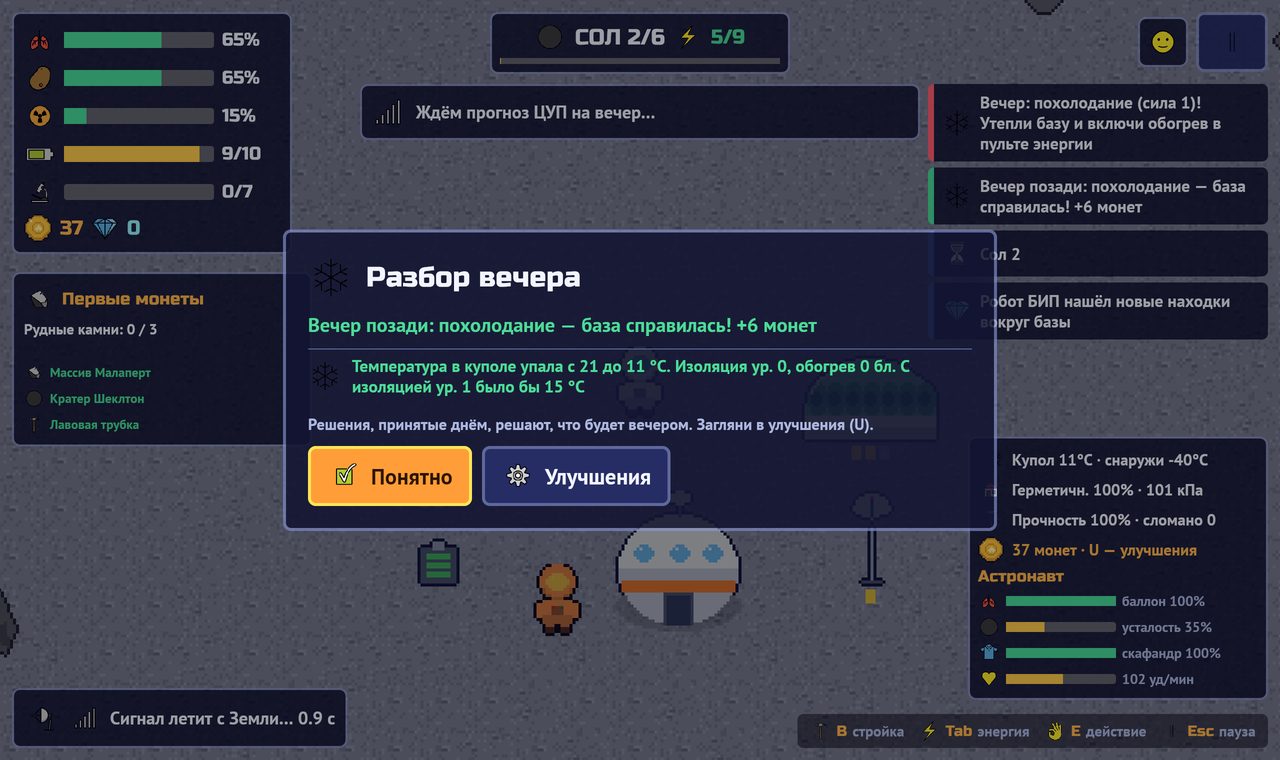 65%
65%
15%
9/10
0/7
37 0
СОЛ 2/6 5/9
Ждём прогноз ЦУП на вечер...
Вечер: похолодание (сила 1)!
Утепли базу и включи обогрев в
пульте энергии
Вечер позади: похолодание — база
справилась! +6 монет
Сол 2
Робот БИП нашёл новые находки
вокруг базы
Первые монеты
Рудные камни: 0 / 3
Массив Малаперт
Кратер Шеклтон
Лавовая трубка
Разбор вечера
Вечер позади: похолодание — база справилась! +6 монет
Температура в куполе упала с 21 до 11 °C. Изоляция ур. 0, обогрев 0 бл. С
изоляцией ур. 1 было бы 15 °C
Решения, принятые днём, решают, что будет вечером. Загляни в улучшения (U).
Понятно Улучшения
Купол 11°C · снаружи -40°C
Герметичн. 100% · 101 кПа
Прочность 100% · сломано 0
37 монет · U — улучшения
Астронавт
баллон 100%
усталость 35%
скафандр 100%
102 уд/мин
Сигнал летит с Земли... 0.9 с
B стройка Tab энергия E действие Esc пауза